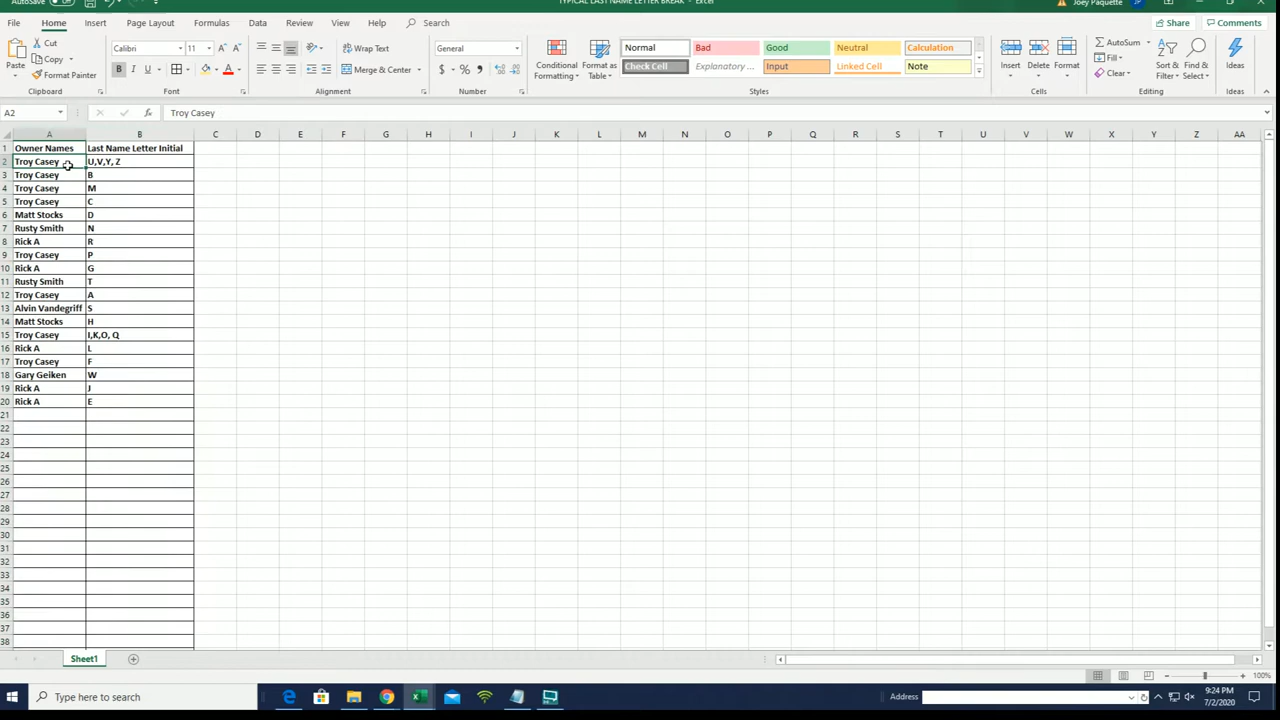 AutoSave
TYPICAL LAST NAME LETTER BREAK - Excel
Joey Paquette
JP
File Home Insert Page Layout Formulas Data Review View Help Search
Share Comments
Paste
Cut
Copy
Format Painter
Clipboard
Calibri 11
B I U A
Font
Wrap Text
Merge & Center
Alignment
General
$ % 9
Number
Conditional Formatting
Format as Table
Normal Bad Good Neutral Calculation
Check Cell Explanatory ... Input Linked Cell Note
Styles
Insert Delete Format
Cells
AutoSum
Fill
Clear
Sort & Filter
Find & Select
Editing
Ideas
Ideas
A2 fx Troy Casey
A B C D E F G H I J K L M N O P Q R S T U V W X Y Z AA
1 Owner Names Last Name Letter Initial
2 Troy Casey U,V,Y, Z
3 Troy Casey B
4 Troy Casey M
5 Troy Casey C
6 Matt Stocks D
7 Rusty Smith N
8 Rick A R
9 Troy Casey P
10 Rick A G
11 Rusty Smith T
12 Troy Casey A
13 Alvin Vandegriff S
14 Matt Stocks H
15 Troy Casey I,K,O, Q
16 Rick A L
17 Troy Casey F
18 Gary Geiken W
19 Rick A J
20 Rick A E
21
22
23
24
25
26
27
28
29
30
31
32
33
34
35
36
37
38
Sheet1
100%
Type here to search
Address
9:24 PM
7/2/2020